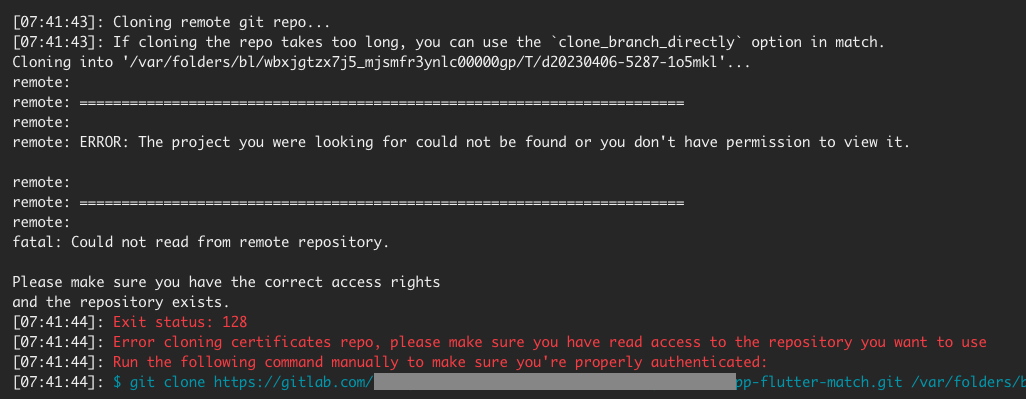 [07:41:43]: Cloning remote git repo...
[07:41:43]: If cloning the repo takes too long, you can use the `clone_branch_directly` option in match.
Cloning into '/var/folders/bl/wbxjgtzx7j5_mjsmfr3ynlc00000gp/T/d20230406-5287-1o5mkl'...
remote:
remote: ========================================================================
remote:
remote: ERROR: The project you were looking for could not be found or you don't have permission to view it.

remote:
remote: ========================================================================
remote:
fatal: Could not read from remote repository.

Please make sure you have the correct access rights
and the repository exists.
[07:41:44]: Exit status: 128
[07:41:44]: Error cloning certificates repo, please make sure you have read access to the repository you want to use
[07:41:44]: Run the following command manually to make sure you're properly authenticated:
[07:41:44]: $ git clone https://gitlab.com/ pp-flutter-match.git /var/folders/b